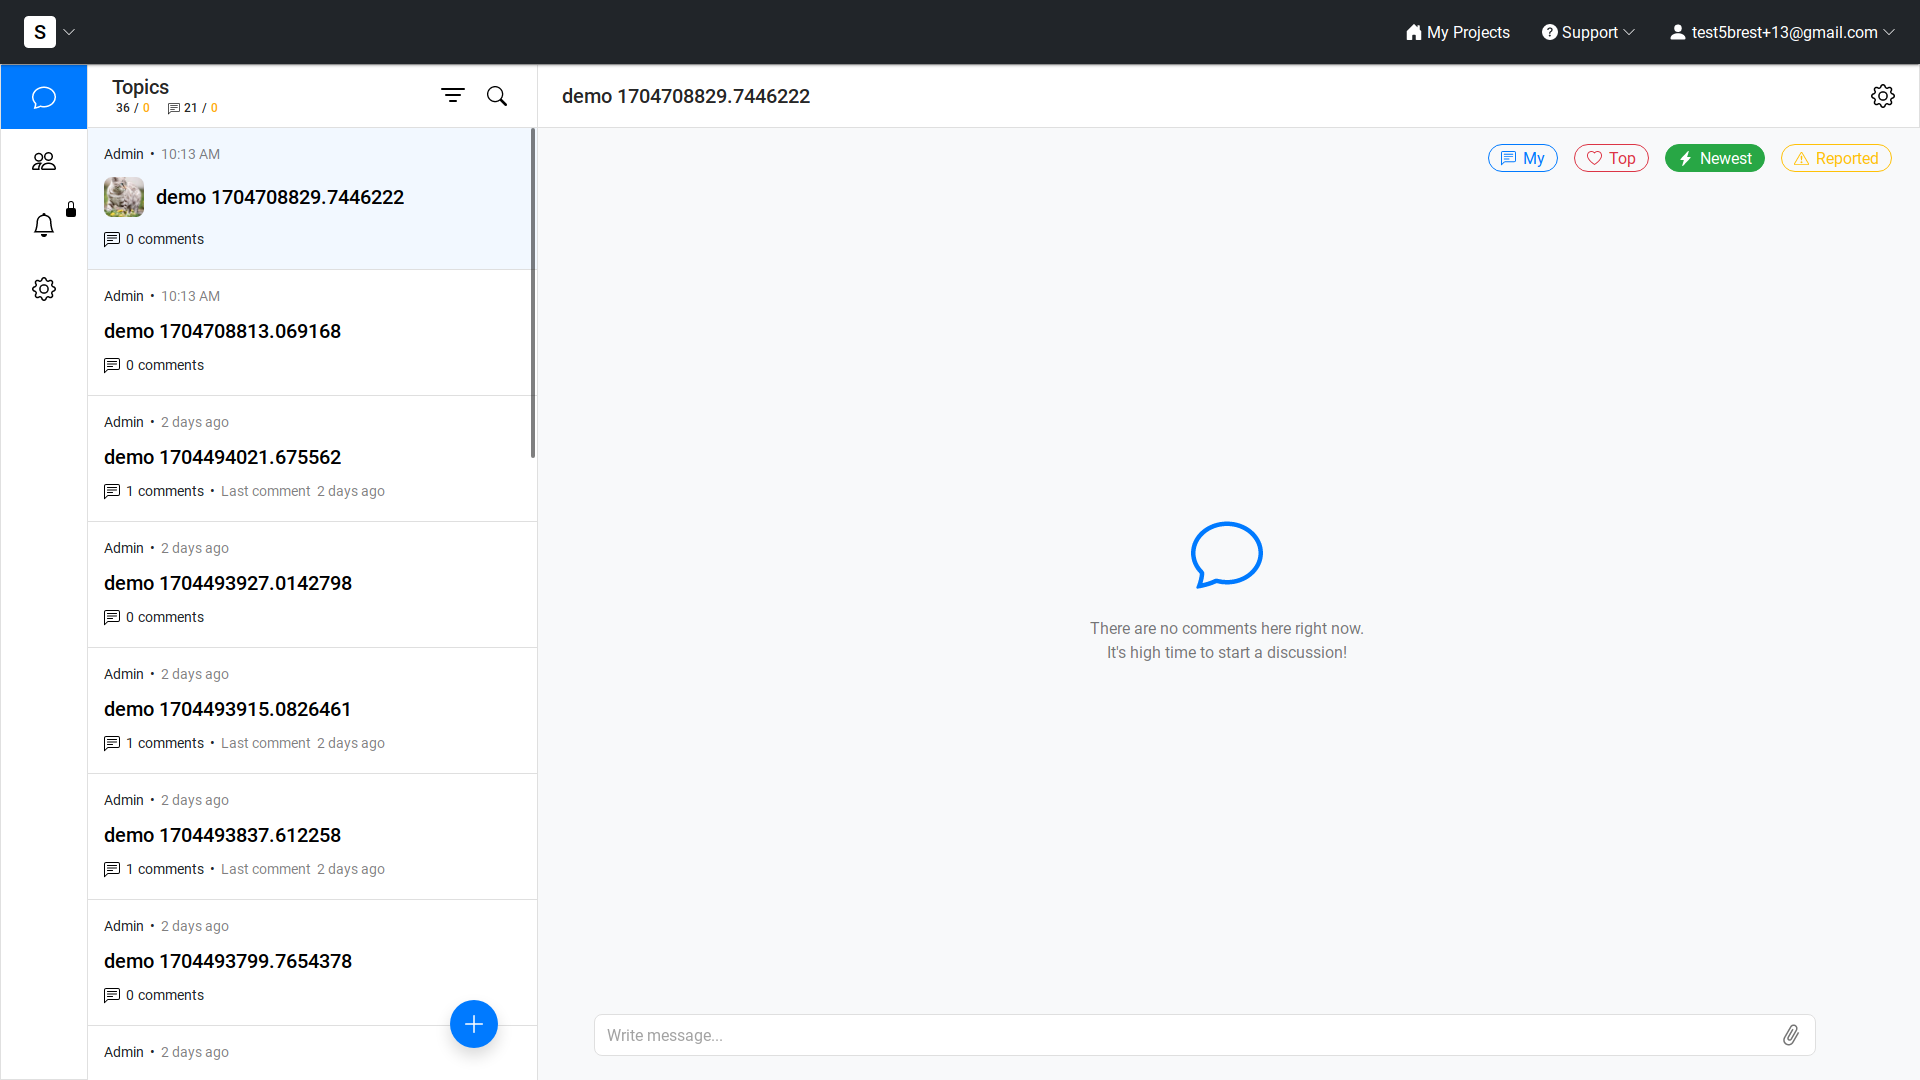 S
My Projects
Support
test5brest+13@gmail.com
Topics
36 / 0 21 / 0
demo 1704708829.7446222
Admin • 10:13 AM
demo 1704708829.7446222
0 comments
Admin • 10:13 AM
demo 1704708813.069168
0 comments
Admin • 2 days ago
demo 1704494021.675562
1 comments • Last comment 2 days ago
Admin • 2 days ago
demo 1704493927.0142798
0 comments
Admin • 2 days ago
demo 1704493915.0826461
1 comments • Last comment 2 days ago
Admin • 2 days ago
demo 1704493837.612258
1 comments • Last comment 2 days ago
Admin • 2 days ago
demo 1704493799.7654378
0 comments
Admin • 2 days ago
My
Top
Newest
Reported
There are no comments here right now.
It's high time to start a discussion!
Write message...